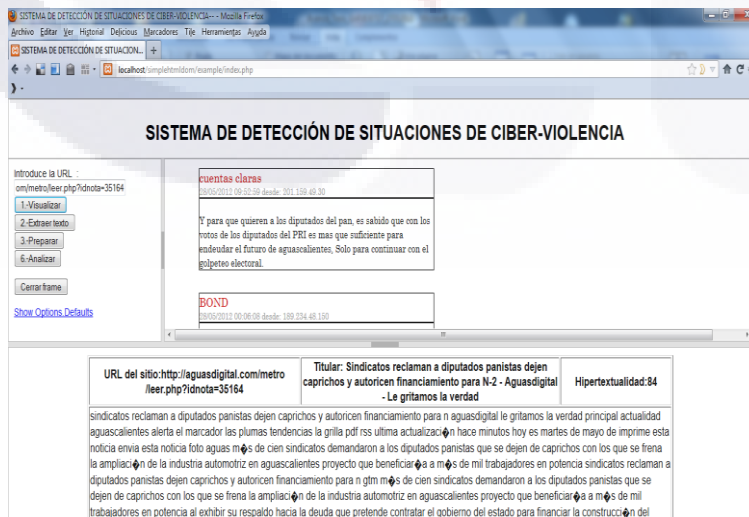 SISTEMA DE DETECCIÓN DE SITUACIONES DE CIBER-VIOLENCIA-- - Mozilla Firefox
Archivo Editar Ver Historial Delicious Marcadores Tile Herramientas Ayuda
SISTEMA DE DETECCIÓN DE SITUACION...
localhost/simplehtmldom/example/index.php
SISTEMA DE DETECCIÓN DE SITUACIONES DE CIBER-VIOLENCIA
Introduce la URL :
om/metro/leer.php?idnota=35164
1.-Visualizar
2.-Extraer texto
3.-Preparar
6.-Analizar
Cerrar frame
Show Options Defaults
cuentas claras
28/05/2012 09:52:59 desde: 201.159.49.30
Y para que quieren a los diputados del pan, es sabido que con los
votos de los diputados del PRI es mas que suficiente para
endeudar el futuro de aguascalientes, Solo para continuar con el
golpeteo electoral.
BOND
28/05/2012 00:06:08 desde: 189.234.48.150
URL del sitio:http://aguasdigital.com/metro
/leer.php?idnota=35164
Titular: Sindicatos reclaman a diputados panistas dejen
caprichos y autoricen financiamiento para N-2 - Aguasdigital
- Le gritamos la verdad
Hipertextualidad:84
sindicatos reclaman a diputados panistas dejen caprichos y autoricen financiamiento para n aguasdigital le gritamos la verdad principal actualidad
aguascalientes alerta el marcador las plumas tendencias la grilla pdf rss ultima actualizaci�n hace minutos hoy es martes de mayo de imprime esta
noticia envia esta noticia foto aguas m�s de cien sindicatos demandaron a los diputados panistas que se dejen de caprichos con los que se frena
la ampliaci�n de la industria automotriz en aguascalientes proyecto que beneficiar�a a m�s de mil trabajadores en potencia sindicatos reclaman a
diputados panistas dejen caprichos y autoricen financiamiento para n gtm m�s de cien sindicatos demandaron a los diputados panistas que se
dejen de caprichos con los que se frena la ampliaci�n de la industria automotriz en aguascalientes proyecto que beneficiar�a a m�s de mil
trabajadores en potencia al exhibir su respaldo hacia la deuda que pretende contratar el gobierno del estado para financiar la construcci�n del